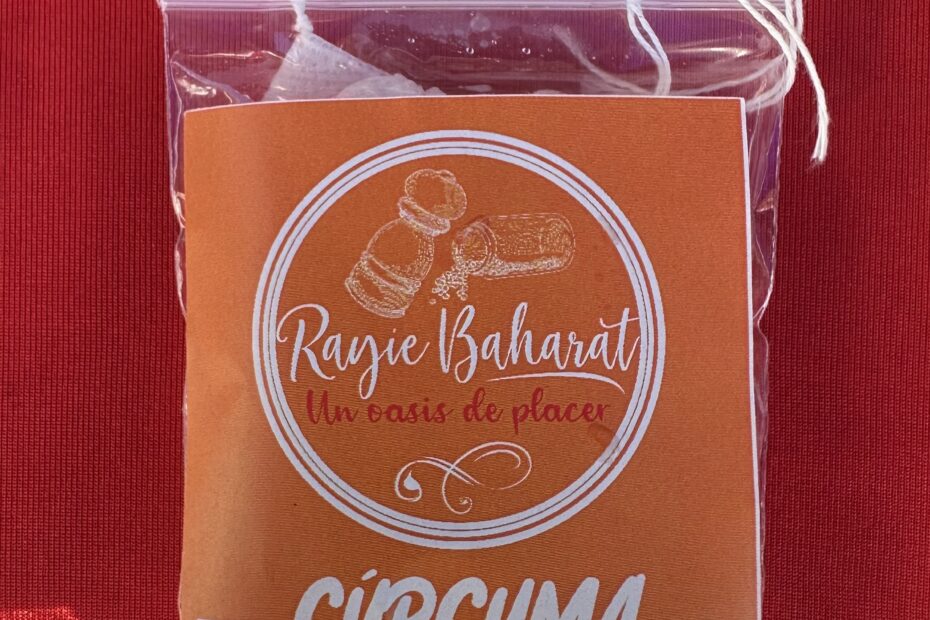 Rayie Baharat
Un oasis de placer
CÚRCUMA